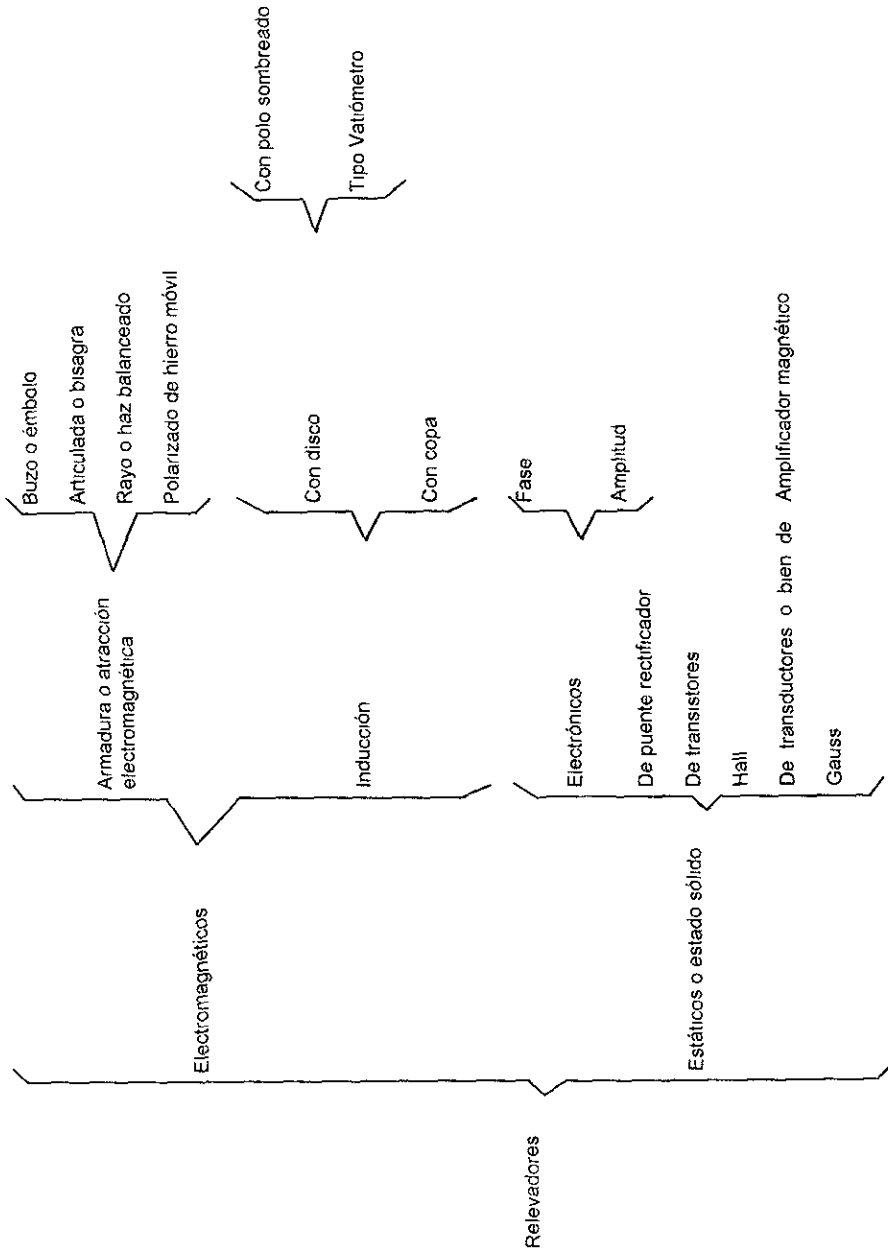 Relevadores
Electromagnéticos
Armadura o atracción
electromagnética
Buzo o émbolo
Articulada o bisagra
Rayo o haz balanceado
Polarizado de hierro móvil
Inducción
Con disco
Con polo sombreado
Tipo Vatiómetro
Con copa
Estáticos o estado sólido
Electrónicos
Fase
Amplitud
De puente rectificador
De transistores
Hall
De transductores o bien de Amplificador magnético
Gauss